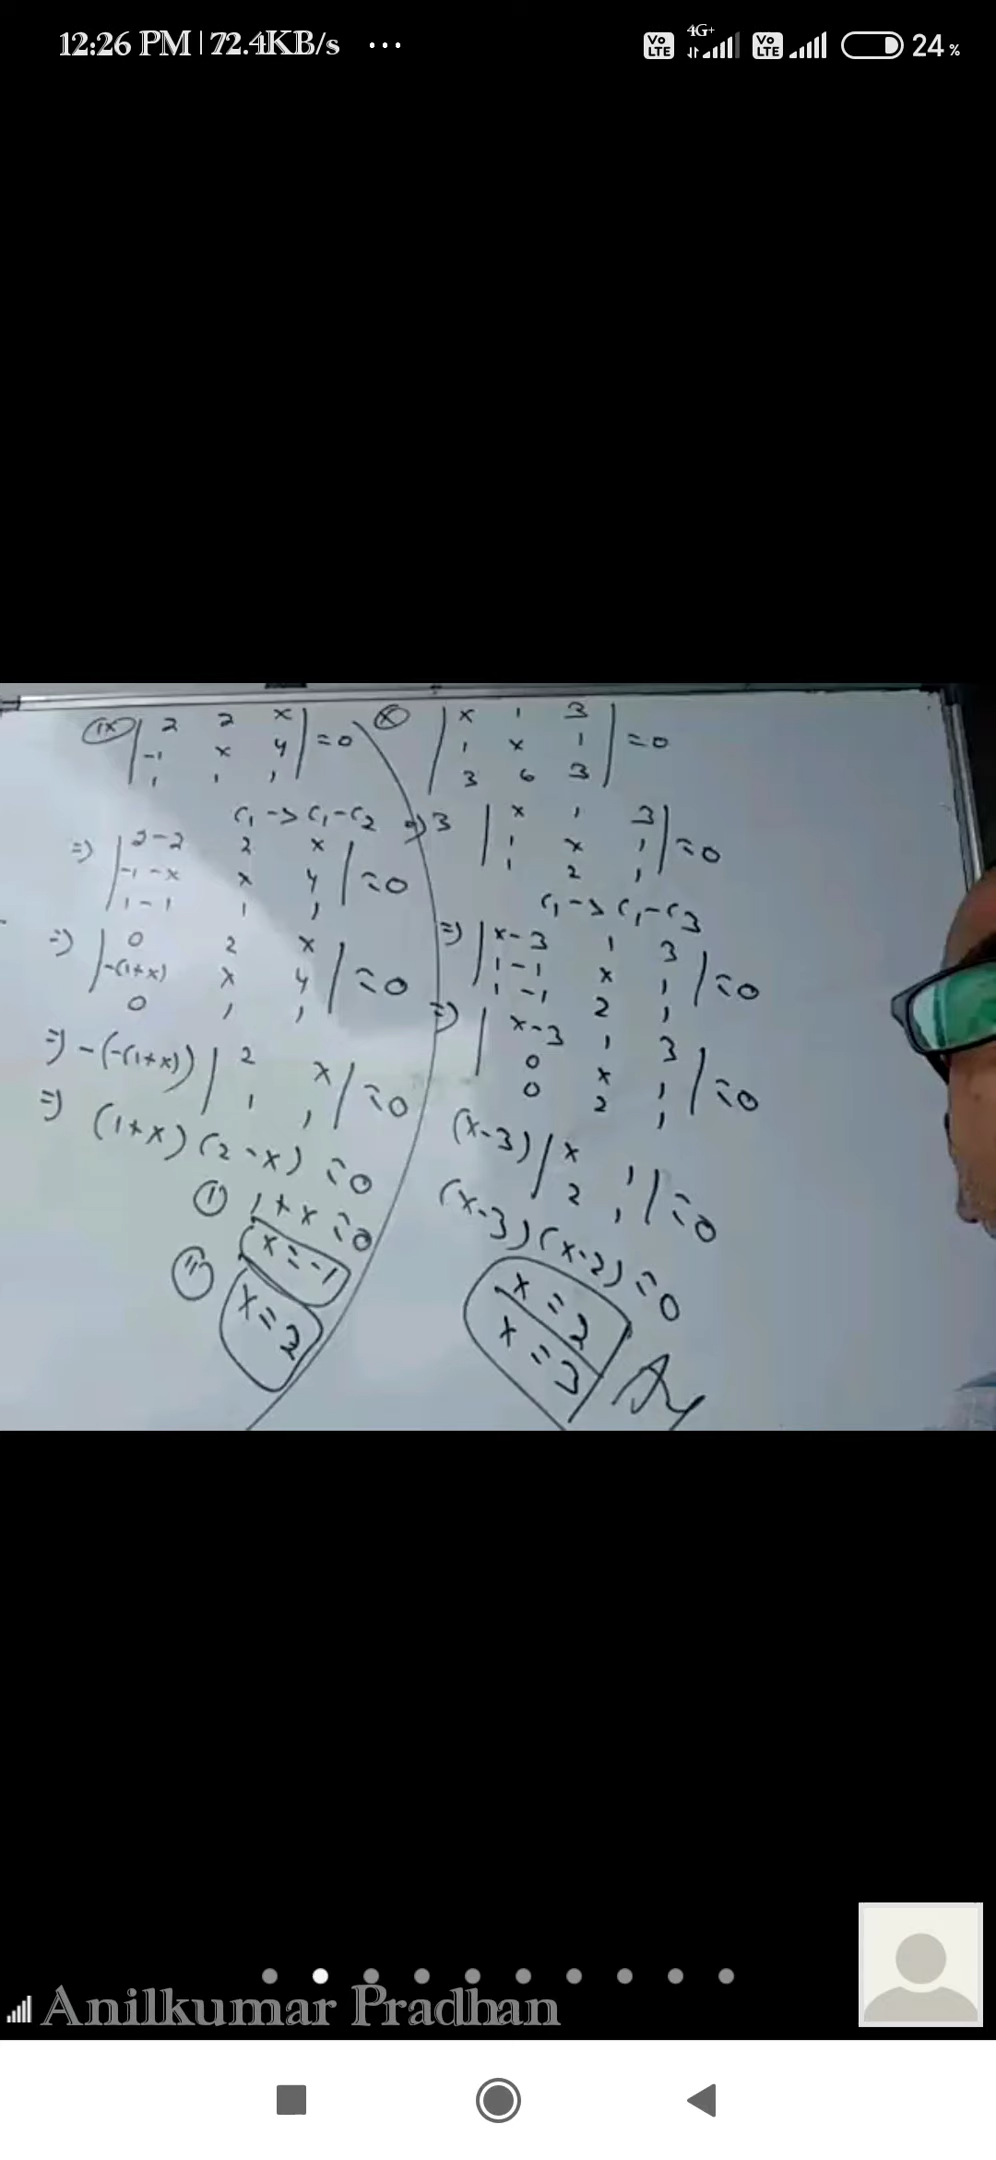 12:26 PM | 72.4KB/s ...
Vo LTE 4G+ Vo LTE 24%
(ix) | 2 2 x | = 0
| -1 x 4 |
| 1 1 1 |
C₁ -> C₁-C₂
=> | 2-2 2 x |
| -1-x x 4 | = 0
| 1-1 1 1 |
=> | 0 2 x |
| -(1+x) x 4 | = 0
| 0 1 1 |
=> -(-(1+x)) | 2 x | = 0
| 1 1 |
=> (1+x) (2-x) = 0
(i) 1+x = 0
x = -1
(ii) x = 2
(x) | x 1 3 |
| 1 x 1 | = 0
| 3 6 3 |
=> 3 | x 1 3 |
| 1 x 1 | = 0
| 1 2 1 |
C₁ -> C₁-C₃
=> | x-3 1 3 |
| 1-1 x 1 | = 0
| 1-1 2 1 |
=> | x-3 1 3 |
| 0 x 1 | = 0
| 0 2 1 |
(x-3) | x 1 | = 0
| 2 1 |
(x-3) (x-2) = 0
x = 2
x = 3
Anilkumar Pradhan